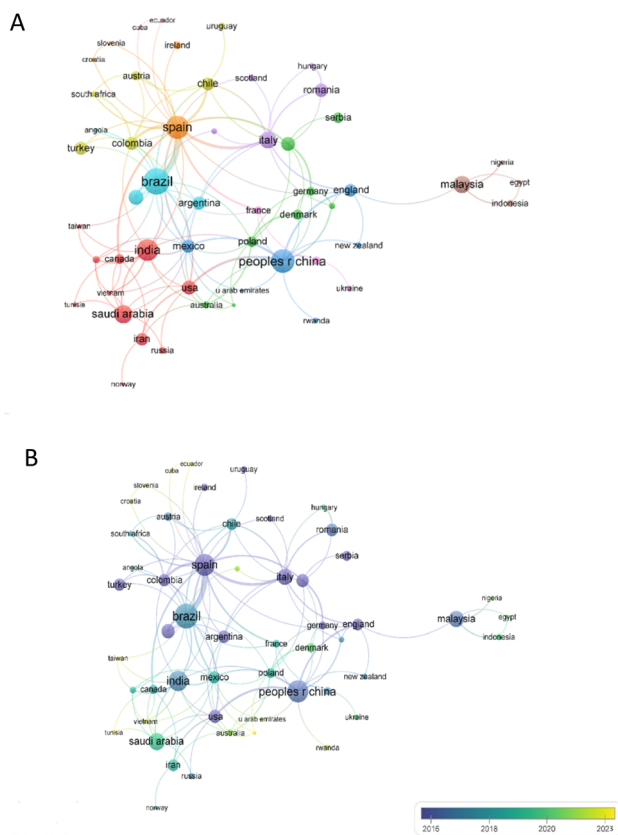 A
ecuador
cuba
uruguay
slovenia
ireland
croatia
hungary
austria
chile
scotland
romania
south africa
serbia
spain
angola
italy
turkey
colombia
brazil
germany
england
malaysia
nigeria
egypt
indonesia
argentina
france
denmark
taiwan
poland
india
mexico
new zealand
canada
peoples r china
vietnam
usa
u arab emirates
ukraine
tunisia
saudi arabia
australia
rwanda
iran
russia
norway
B
ecuador
cuba
uruguay
slovenia
ireland
croatia
hungary
austria
chile
scotland
romania
south africa
serbia
spain
angola
italy
turkey
colombia
brazil
germany
england
malaysia
nigeria
egypt
indonesia
argentina
france
denmark
taiwan
poland
india
mexico
new zealand
canada
peoples r china
vietnam
usa
u arab emirates
ukraine
tunisia
saudi arabia
australia
rwanda
iran
russia
norway
2016 2018 2020 2023